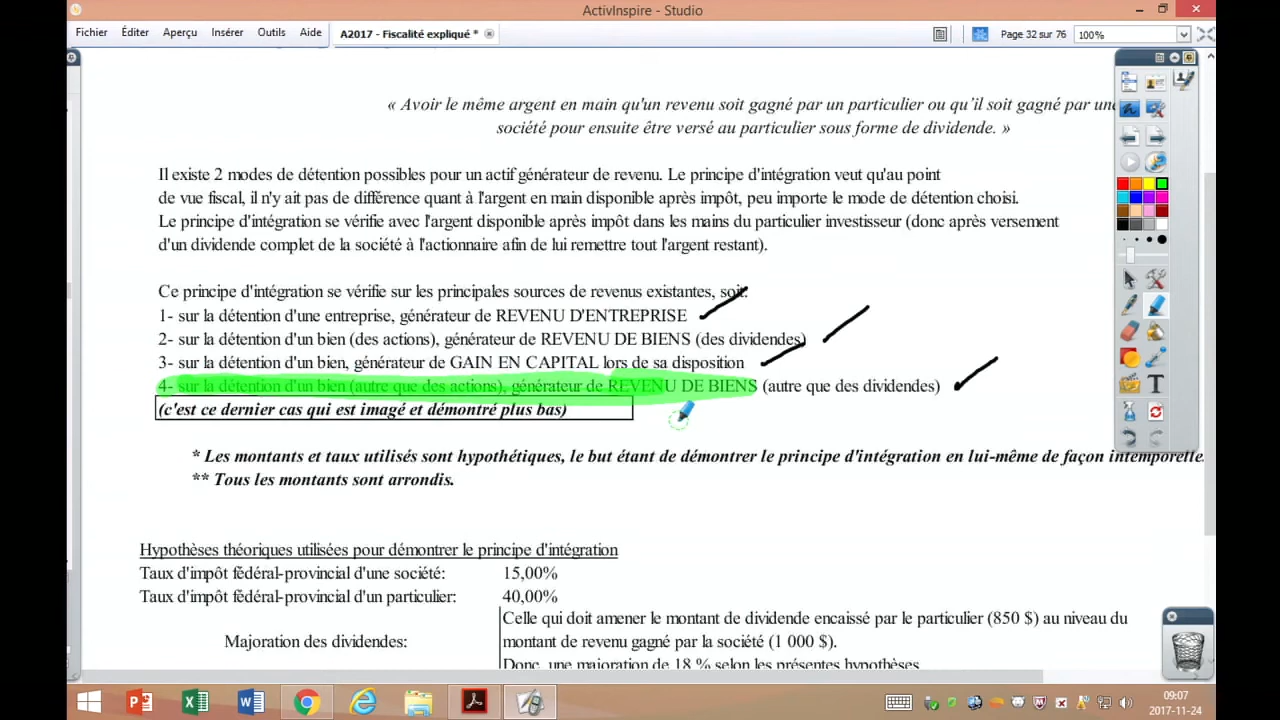 ActivInspire - Studio
Fichier Éditer Aperçu Insérer Outils Aide A2017 - Fiscalité expliqué * Page 32 sur 76 100%
« Avoir le même argent en main qu'un revenu soit gagné par un particulier ou qu'il soit gagné par une
société pour ensuite être versé au particulier sous forme de dividende. »
Il existe 2 modes de détention possibles pour un actif générateur de revenu. Le principe d'intégration veut qu'au point
de vue fiscal, il n'y ait pas de différence quant à l'argent en main disponible après impôt, peu importe le mode de détention choisi.
Le principe d'intégration se vérifie avec l'argent disponible après impôt dans les mains du particulier investisseur (donc après versement
d'un dividende complet de la société à l'actionnaire afin de lui remettre tout l'argent restant).
Ce principe d'intégration se vérifie sur les principales sources de revenus existantes, soit:
1- sur la détention d'une entreprise, générateur de REVENU D'ENTREPRISE
2- sur la détention d'un bien (des actions), générateur de REVENU DE BIENS (des dividendes)
3- sur la détention d'un bien, générateur de GAIN EN CAPITAL lors de sa disposition
4- sur la détention d'un bien (autre que des actions), générateur de REVENU DE BIENS (autre que des dividendes)
(c'est ce dernier cas qui est imagé et démontré plus bas)
* Les montants et taux utilisés sont hypothétiques, le but étant de démontrer le principe d'intégration en lui-même de façon intemporelle.
** Tous les montants sont arrondis.
Hypothèses théoriques utilisées pour démontrer le principe d'intégration
Taux d'impôt fédéral-provincial d'une société: 15,00%
Taux d'impôt fédéral-provincial d'un particulier: 40,00%
Celle qui doit amener le montant de dividende encaissé par le particulier (850 $) au niveau du
Majoration des dividendes: montant de revenu gagné par la société (1 000 $).
Donc, une majoration de 18 % selon les présentes hypothèses
09:07
2017-11-24